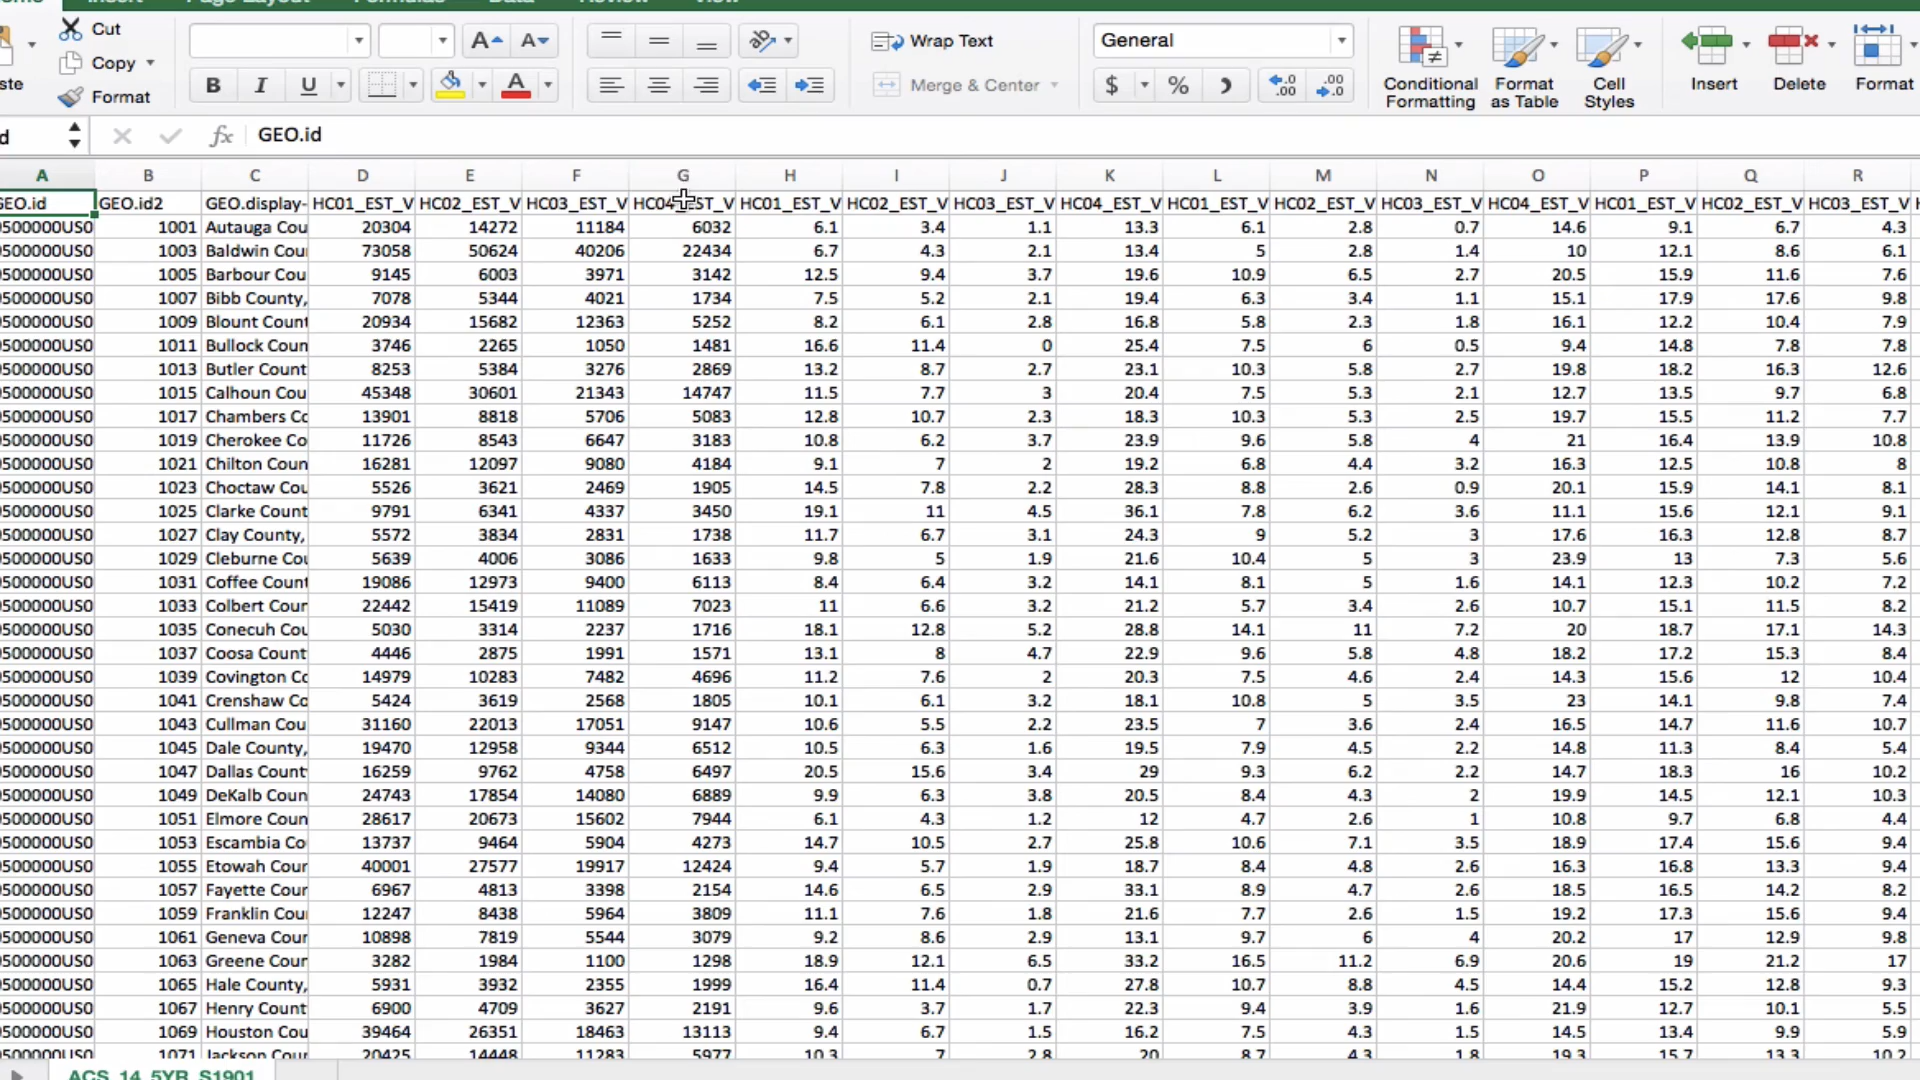 Cut
Wrap Text
General
Copy
Format
B I U
A A
Merge & Center
$ %
Conditional Formatting
Format as Table
Cell Styles
Insert
Delete
Format
fx GEO.id
A B C D E F G H I J K L M N O P Q R
GEO.id GEO.id2 GEO.display- HC01_EST_V HC02_EST_V HC03_EST_V HC04_EST_V HC01_EST_V HC02_EST_V HC03_EST_V HC04_EST_V HC01_EST_V HC02_EST_V HC03_EST_V HC04_EST_V HC01_EST_V HC02_EST_V HC03_EST_V
0500000US0 1001 Autauga Cou 20304 14272 11184 6032 6.1 3.4 1.1 13.3 6.1 2.8 0.7 14.6 9.1 6.7 4.3
0500000US0 1003 Baldwin Cou 73058 50624 40206 22434 6.7 4.3 2.1 13.4 5 2.8 1.4 10 12.1 8.6 6.1
0500000US0 1005 Barbour Cou 9145 6003 3971 3142 12.5 9.4 3.7 19.6 10.9 6.5 2.7 20.5 15.9 11.6 7.6
0500000US0 1007 Bibb County, 7078 5344 4021 1734 7.5 5.2 2.1 19.4 6.3 3.4 1.1 15.1 17.9 17.6 9.8
0500000US0 1009 Blount Count 20934 15682 12363 5252 8.2 6.1 2.8 16.8 5.8 2.3 1.8 16.1 12.2 10.4 7.9
0500000US0 1011 Bullock Coun 3746 2265 1050 1481 16.6 11.4 0 25.4 7.5 6 0.5 9.4 14.8 7.8 7.8
0500000US0 1013 Butler Count 8253 5384 3276 2869 13.2 8.7 2.7 23.1 10.3 5.8 2.7 19.8 18.2 16.3 12.6
0500000US0 1015 Calhoun Cou 45348 30601 21343 14747 11.5 7.7 3 20.4 7.5 5.3 2.1 12.7 13.5 9.7 6.8
0500000US0 1017 Chambers Co 13901 8818 5706 5083 12.8 10.7 2.3 18.3 10.3 5.3 2.5 19.7 15.5 11.2 7.7
0500000US0 1019 Cherokee Co 11726 8543 6647 3183 10.8 6.2 3.7 23.9 9.6 5.8 4 21 16.4 13.9 10.8
0500000US0 1021 Chilton Coun 16281 12097 9080 4184 9.1 7 2 19.2 6.8 4.4 3.2 16.3 12.5 10.8 8
0500000US0 1023 Choctaw Cou 5526 3621 2469 1905 14.5 7.8 2.2 28.3 8.8 2.6 0.9 20.1 15.9 14.1 8.1
0500000US0 1025 Clarke Count 9791 6341 4337 3450 19.1 11 4.5 36.1 7.8 6.2 3.6 11.1 15.6 12.1 9.1
0500000US0 1027 Clay County, 5572 3834 2831 1738 11.7 6.7 3.1 24.3 9 5.2 3 17.6 16.3 12.8 8.7
0500000US0 1029 Cleburne Cou 5639 4006 3086 1633 9.8 5 1.9 21.6 10.4 5 3 23.9 13 7.3 5.6
0500000US0 1031 Coffee Count 19086 12973 9400 6113 8.4 6.4 3.2 14.1 8.1 5 1.6 14.1 12.3 10.2 7.2
0500000US0 1033 Colbert Coun 22442 15419 11089 7023 11 6.6 3.2 21.2 5.7 3.4 2.6 10.7 15.1 11.5 8.2
0500000US0 1035 Conecuh Cou 5030 3314 2237 1716 18.1 12.8 5.2 28.8 14.1 11 7.2 20 18.7 17.1 14.3
0500000US0 1037 Coosa Count 4446 2875 1991 1571 13.1 8 4.7 22.9 9.6 5.8 4.8 18.2 17.2 15.3 8.4
0500000US0 1039 Covington Co 14979 10283 7482 4696 11.2 7.6 2 20.3 7.5 4.6 2.4 14.3 15.6 12 10.4
0500000US0 1041 Crenshaw Co 5424 3619 2568 1805 10.1 6.1 3.2 18.1 10.8 5 3.5 23 14.1 9.8 7.4
0500000US0 1043 Cullman Cou 31160 22013 17051 9147 10.6 5.5 2.2 23.5 7 3.6 2.4 16.5 14.7 11.6 10.7
0500000US0 1045 Dale County, 19470 12958 9344 6512 10.5 6.3 1.6 19.5 7.9 4.5 2.2 14.8 11.3 8.4 5.4
0500000US0 1047 Dallas Count 16259 9762 4758 6497 20.5 15.6 3.4 29 9.3 6.2 2.2 14.7 18.3 16 10.2
0500000US0 1049 DeKalb Coun 24743 17854 14080 6889 9.9 6.3 3.8 20.5 8.4 4.3 2 19.9 14.5 12.1 10.3
0500000US0 1051 Elmore Coun 28617 20673 15602 7944 6.1 4.3 1.2 12 4.7 2.6 1 10.8 9.7 6.8 4.4
0500000US0 1053 Escambia Co 13737 9464 5904 4273 14.7 10.5 2.7 25.8 10.6 7.1 3.5 18.9 17.4 15.6 9.4
0500000US0 1055 Etowah Coun 40001 27577 19917 12424 9.4 5.7 1.9 18.7 8.4 4.8 2.6 16.3 16.8 13.3 9.4
0500000US0 1057 Fayette Coun 6967 4813 3398 2154 14.6 6.5 2.9 33.1 8.9 4.7 2.6 18.5 16.5 14.2 8.2
0500000US0 1059 Franklin Cou 12247 8438 5964 3809 11.1 7.6 1.8 21.6 7.7 2.6 1.5 19.2 17.3 15.6 9.4
0500000US0 1061 Geneva Coun 10898 7819 5544 3079 9.2 8.6 2.9 13.1 9.7 6 4 20.2 17 12.9 9.8
0500000US0 1063 Greene Coun 3282 1984 1100 1298 18.9 12.1 6.5 33.2 16.5 11.2 6.9 20.6 19 21.2 17
0500000US0 1065 Hale County, 5931 3932 2355 1999 16.4 11.4 0.7 27.8 10.7 8.8 4.5 14.4 15.2 12.8 9.3
0500000US0 1067 Henry Count 6900 4709 3627 2191 9.6 3.7 1.7 22.3 9.4 3.9 1.6 21.9 12.7 10.1 5.5
0500000US0 1069 Houston Cou 39464 26351 18463 13113 9.4 6.7 1.5 16.2 7.5 4.3 1.5 14.5 13.4 9.9 5.9
0500000US0 1071 Jackson Coun 20425 14448 11283 5977 10.3 7 2.8 20 8.7 4.3 1.8 19.3 15.7 13.3 10.2
ACS_14_5YR_S1901